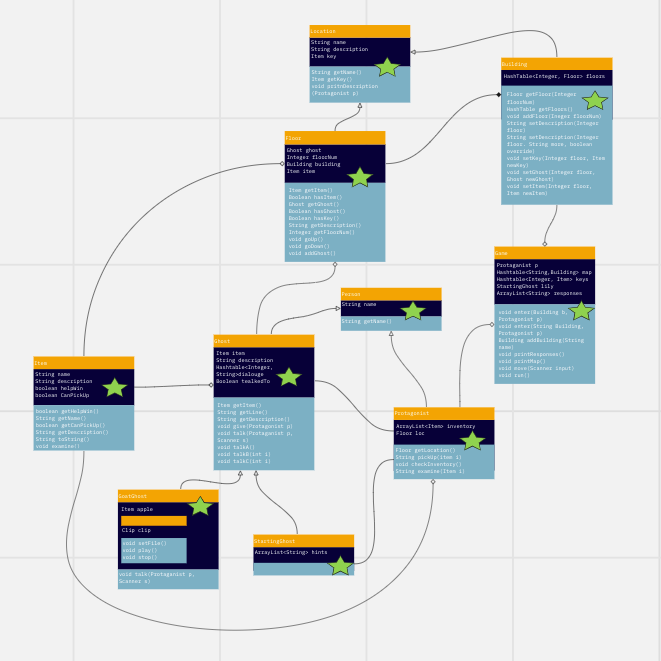 Location
String name
String description
Item key
String getName()
Item getKey()
void priitnDescription
(Protagonist p)
Building
HashTable<Integer, Floor> floors
Floor getFloor(Integer
floorNum)
HashTable getFloors()
void addFloor(Integer floorNum)
String setDescription(Integer
floor)
String setDescription(Integer
floor, String more, boolean
override)
void setKey(Integer floor, Item
newKey)
void setGhost(Integer floor,
Ghost newGhost)
void setItem(Integer floor,
Item newItem)
Floor
Ghost ghost
Integer floorNum
Building building
Item item
Item getItem()
Boolean hasItem()
Ghost getGhost()
Boolean hasGhost()
Boolean hasKey()
String getDescription()
Integer getFloorNum()
void goUp()
void goDown()
void addGhost()
Game
Protaganist p
Hashtable<String,Building> map
Hashtable<Integer, Item> keys
StartingGhost lily
ArrayList<String> responses
void enter(Building b,
Protagonist p)
void enter(String Building,
Protagonist p)
Building addBuilding(String
name)
void printResponses()
void printMap()
void move(Scanner input)
void run()
Person
String name
String getName()
Ghost
Item item
String description
Hashtable<Integer,
String>dialouge
Boolean tealkedTo
Item getItem()
String getLine()
String getDescription()
void give(Protagonist p)
void talk(Protagonist p,
Scanner s)
void talkA()
void talkB(int i)
void talkC(int i)
Item
String name
String description
boolean helpWin
boolean CanPickUp
boolean getHelpWin()
String getName()
boolean getCanPickUp()
String getDescription()
String toString()
void examine()
Protagonist
ArrayList<Item> inventory
Floor loc
Floor getLocation()
String pickUp(item i)
void checkInventory()
String examine(Item i)
GoatGhost
Item apple
Clip clip
void setFile()
void play()
void stop()
void talk(Protagonist p,
Scanner s)
StartingGhost
ArrayList<String> hints